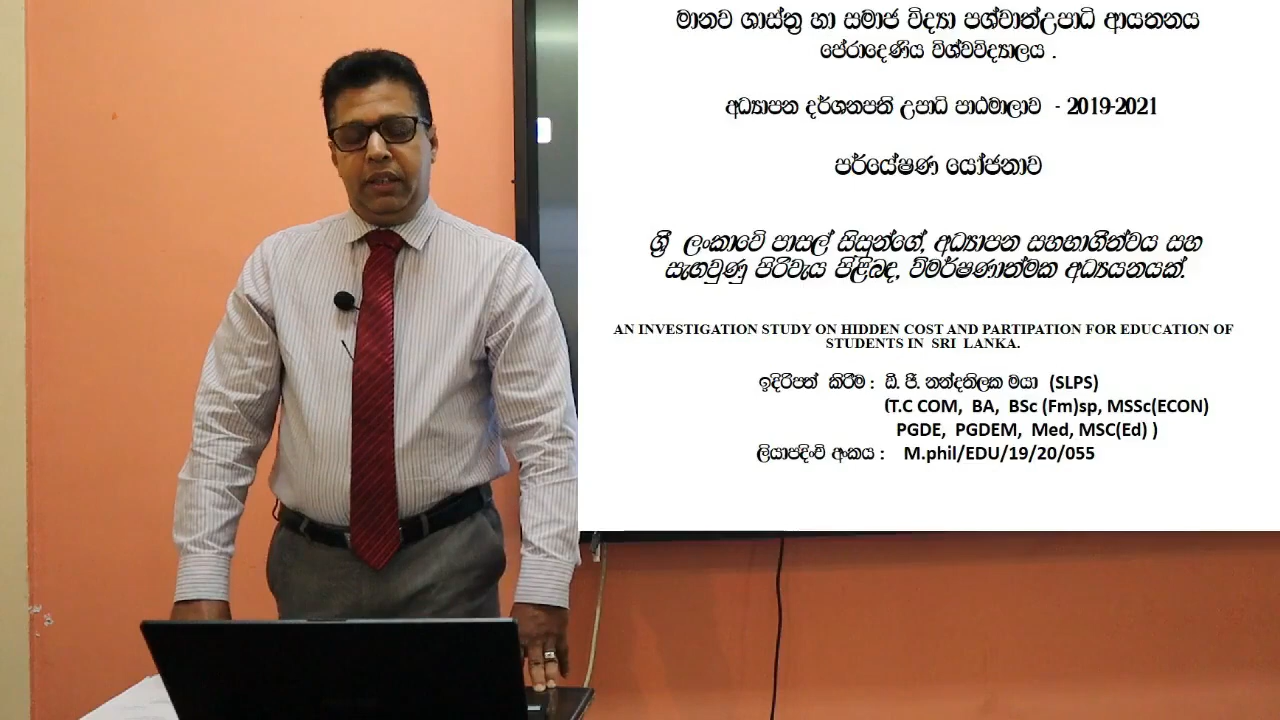 මානව ශාස්ත්‍ර හා සමාජ විද්‍යා පශ්චාත්උපාධි ආයතනය
පේරාදෙණිය විශ්වවිද්‍යාලය .
අධ්‍යාපන දර්ශනපති උපාධි පාඨමාලාව - 2019-2021
පර්යේෂණ යෝජනාව
ශ්‍රී ලංකාවේ පාසල් සිසුන්ගේ, අධ්‍යාපන සහභාගීත්වය සහ
සැඟවුණු පිරිවැය පිළිබඳ, විමර්ෂණාත්මක අධ්‍යයනයක්.
AN INVESTIGATION STUDY ON HIDDEN COST AND PARTIPATION FOR EDUCATION OF
STUDENTS IN SRI LANKA.
ඉදිරිපත් කිරීම : ඩී. ජී. නන්දතිලක මයා (SLPS)
(T.C COM, BA, BSc (Fm)sp, MSSc(ECON)
PGDE, PGDEM, Med, MSC(Ed) )
ලියාපදිංචි අංකය : M.phil/EDU/19/20/055